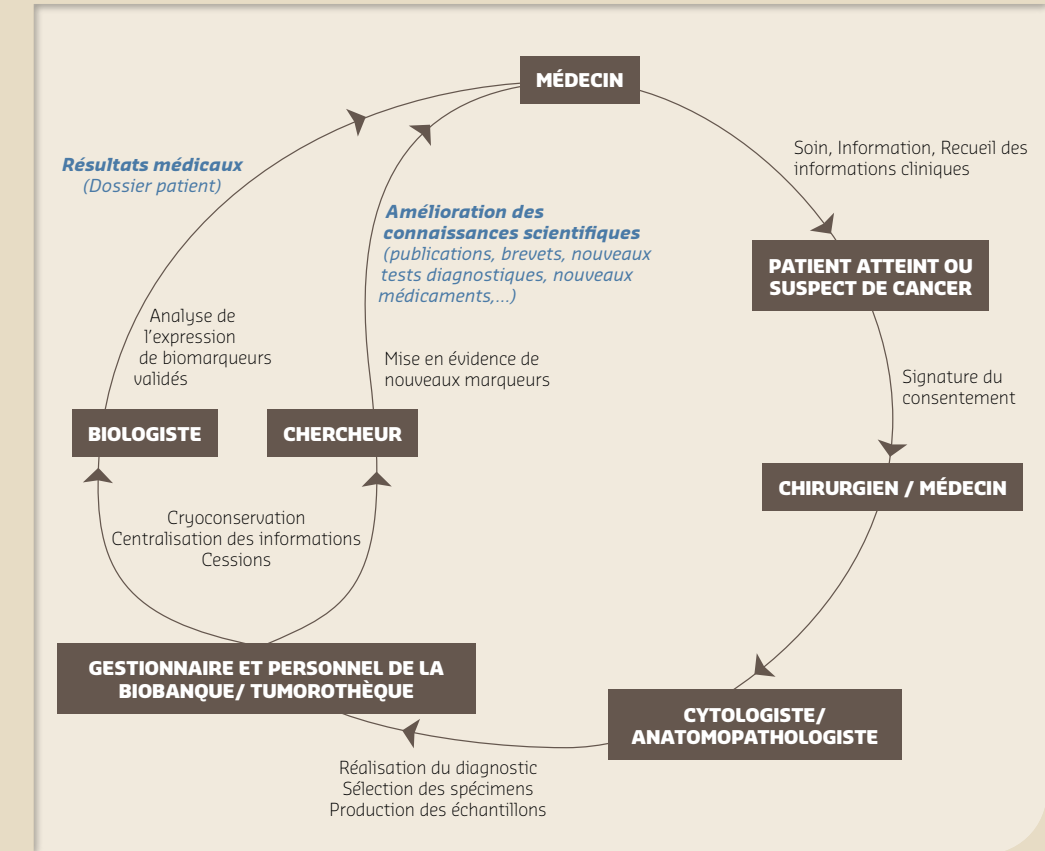 MÉDECIN
Soin, Information, Recueil des
informations cliniques
PATIENT ATTEINT OU
SUSPECT DE CANCER
Signature du
consentement
CHIRURGIEN / MÉDECIN
CYTOLOGISTE/
ANATOMOPATHOLOGISTE
Réalisation du diagnostic
Sélection des spécimens
Production des échantillons
GESTIONNAIRE ET PERSONNEL DE LA
BIOBANQUE/ TUMOROTHÈQUE
Cryoconservation
Centralisation des informations
Cessions
BIOLOGISTE
Analyse de
l'expression
de biomarqueurs
validés
Résultats médicaux
(Dossier patient)
CHERCHEUR
Mise en évidence de
nouveaux marqueurs
Amélioration des
connaissances scientifiques
(publications, brevets, nouveaux
tests diagnostiques, nouveaux
médicaments,...)